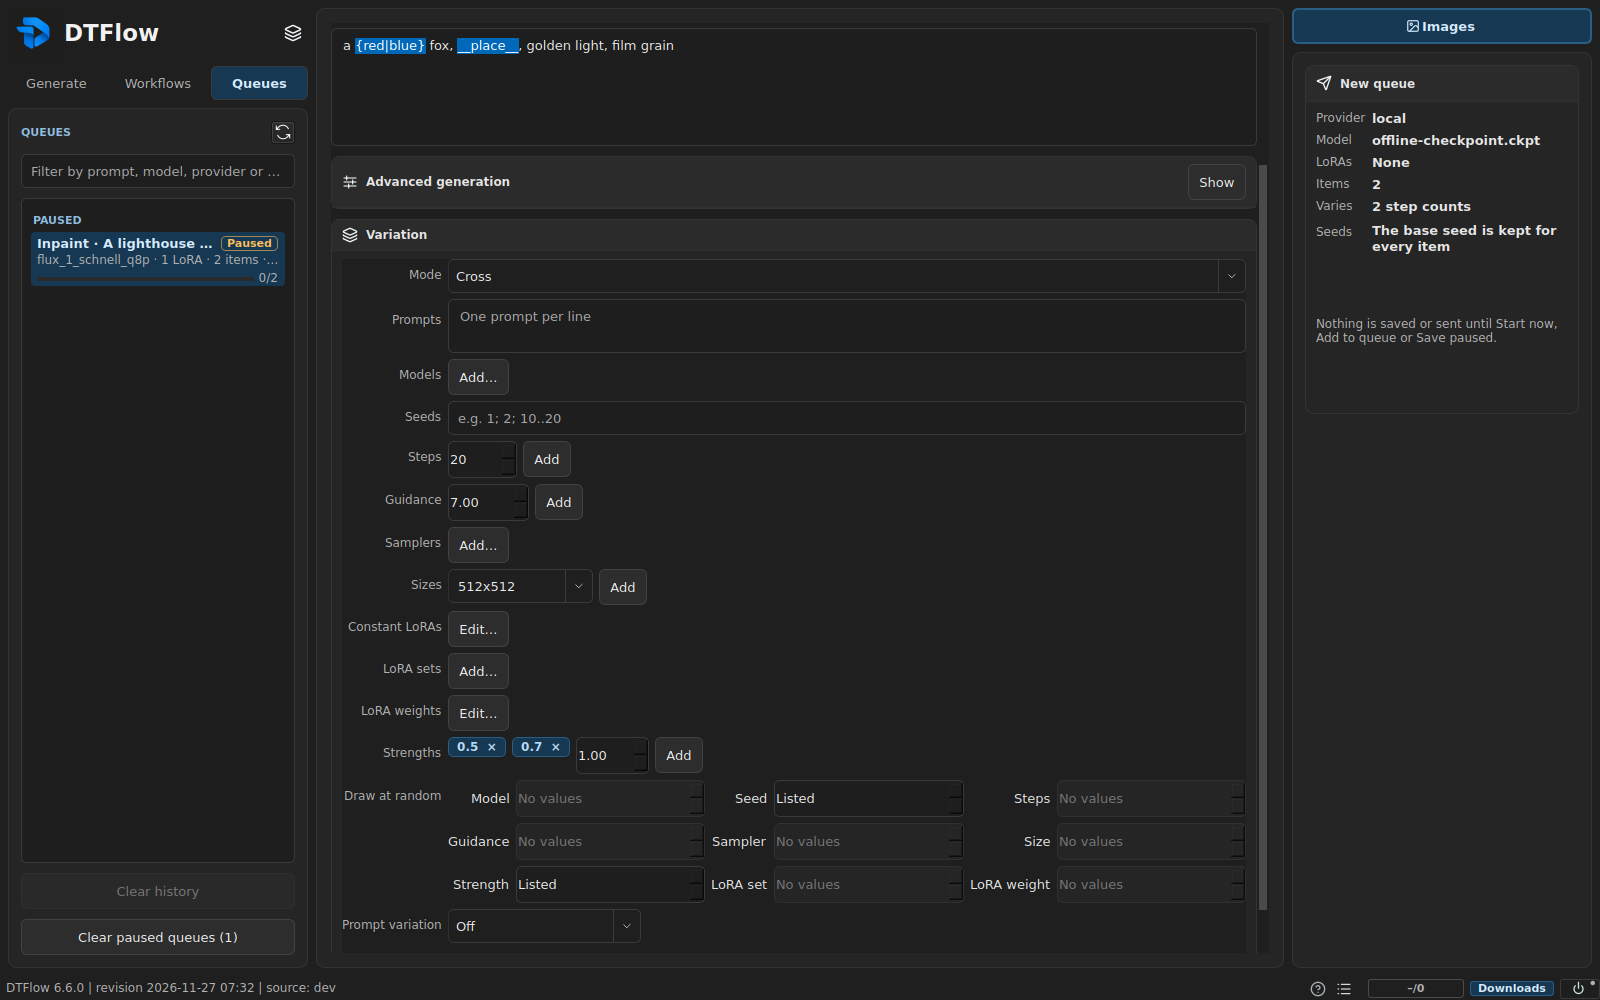 DTFlow
Generate
Workflows
Queues
QUEUES
Filter by prompt, model, provider or ...
PAUSED
Inpaint · A lighthouse ...
Paused
flux_1_schnell_q8p · 1 LoRA · 2 items ·...
0/2
Clear history
Clear paused queues (1)
a {red|blue} fox, __place__, golden light, film grain
Advanced generation
Show
Variation
Mode
Cross
Prompts
One prompt per line
Models
Add...
Seeds
e.g. 1; 2; 10..20
Steps
20
Add
Guidance
7.00
Add
Samplers
Add...
Sizes
512x512
Add
Constant LoRAs
Edit...
LoRA sets
Add...
LoRA weights
Edit...
Strengths
0.5 ×
0.7 ×
1.00
Add
Draw at random
Model
No values
Seed
Listed
Steps
No values
Guidance
No values
Sampler
No values
Size
No values
Strength
Listed
LoRA set
No values
LoRA weight
No values
Prompt variation
Off
Images
New queue
Provider local
Model offline-checkpoint.ckpt
LoRAs None
Items 2
Varies 2 step counts
Seeds The base seed is kept for
every item
Nothing is saved or sent until Start now,
Add to queue or Save paused.
DTFlow 6.6.0 | revision 2026-11-27 07:32 | source: dev
-/0
Downloads